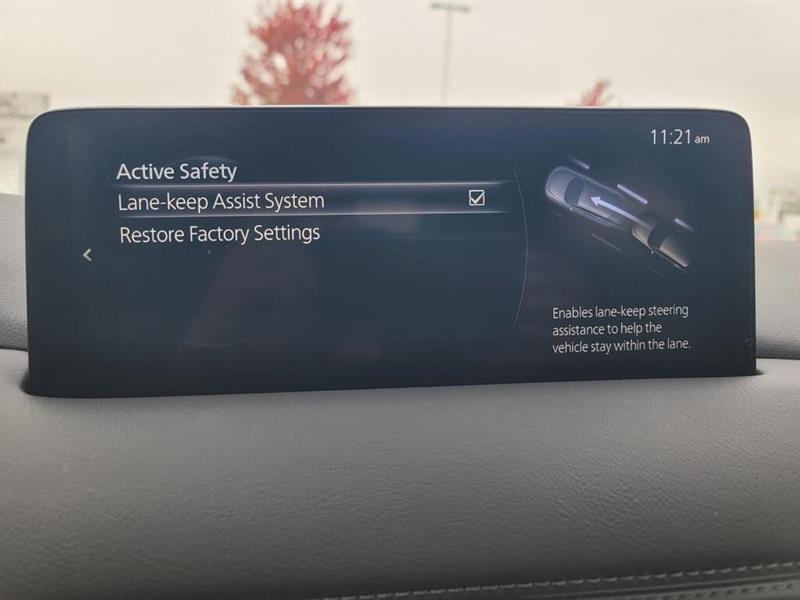 11:21 am
Active Safety
Lane-keep Assist System
Restore Factory Settings
Enables lane-keep steering
assistance to help the
vehicle stay within the lane.